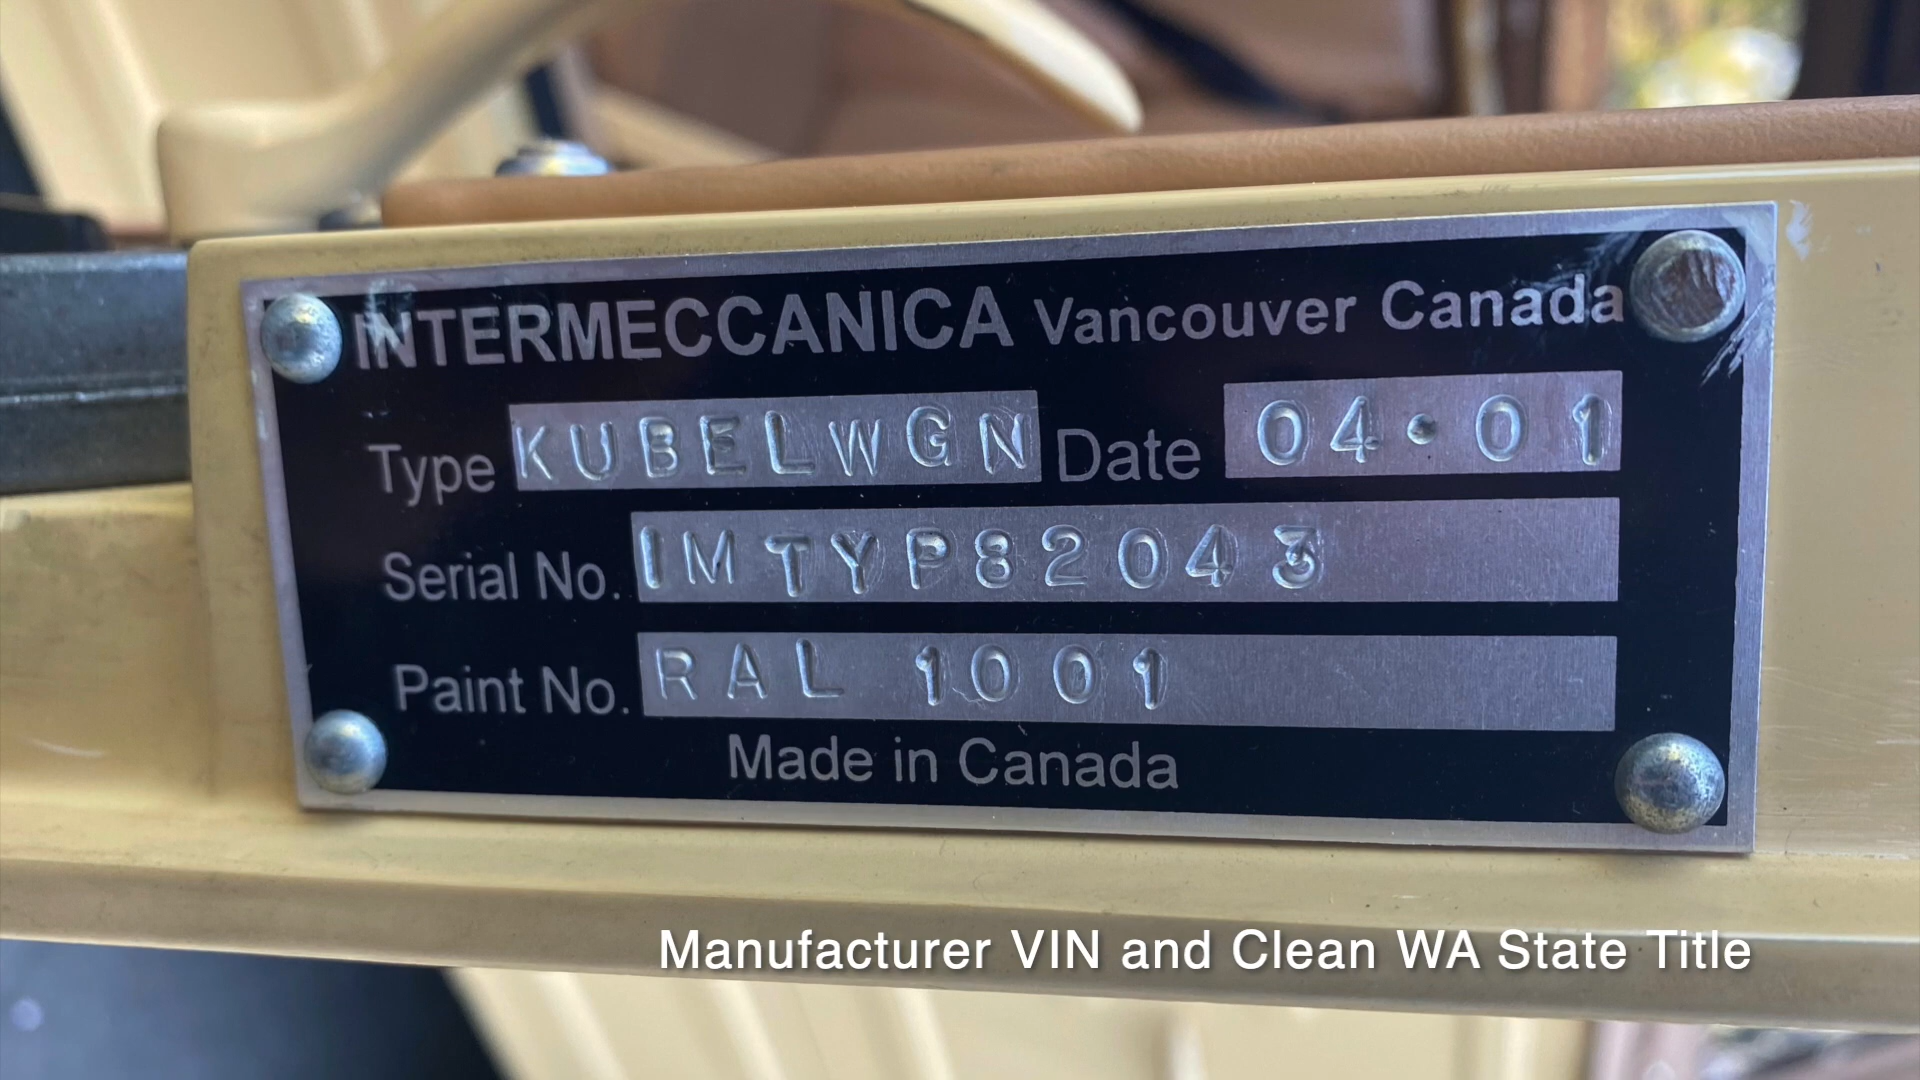 INTERMECCANICA Vancouver Canada
Type KUBELWGN Date 04•01
Serial No. IMTYP82043
Paint No. RAL 1001
Made in Canada
Manufacturer VIN and Clean WA State Title